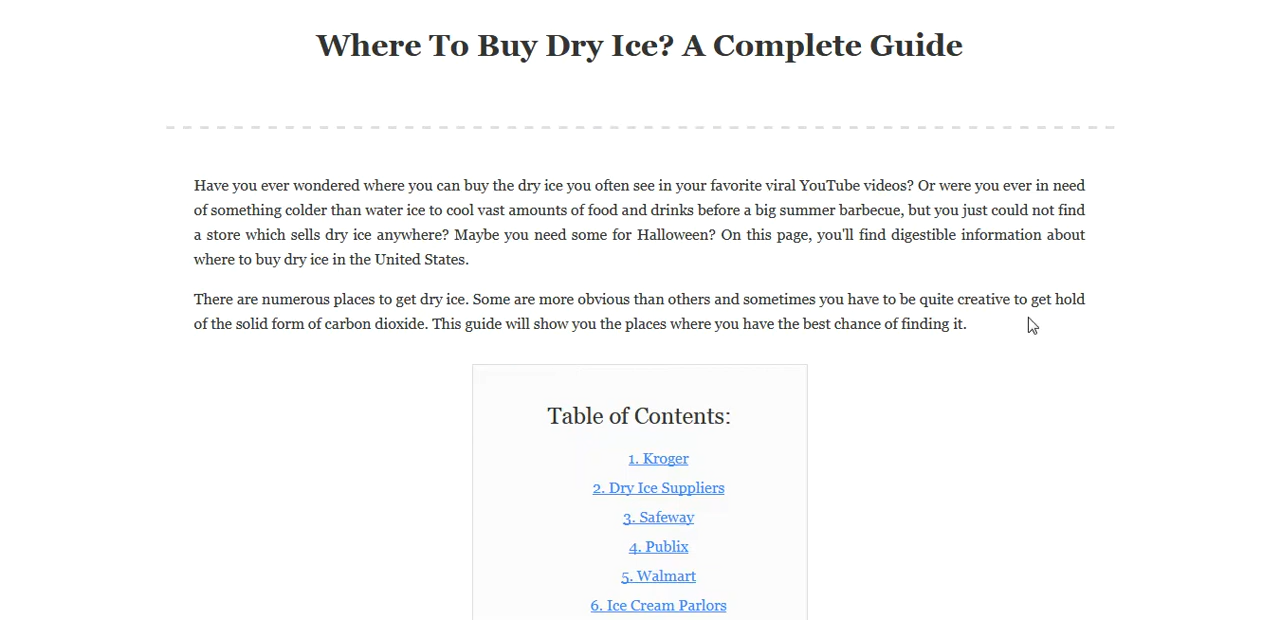 Where To Buy Dry Ice? A Complete Guide
Have you ever wondered where you can buy the dry ice you often see in your favorite viral YouTube videos? Or were you ever in need
of something colder than water ice to cool vast amounts of food and drinks before a big summer barbecue, but you just could not find
a store which sells dry ice anywhere? Maybe you need some for Halloween? On this page, you'll find digestible information about
where to buy dry ice in the United States.
There are numerous places to get dry ice. Some are more obvious than others and sometimes you have to be quite creative to get hold
of the solid form of carbon dioxide. This guide will show you the places where you have the best chance of finding it.
Table of Contents:
1. Kroger
2. Dry Ice Suppliers
3. Safeway
4. Publix
5. Walmart
6. Ice Cream Parlors